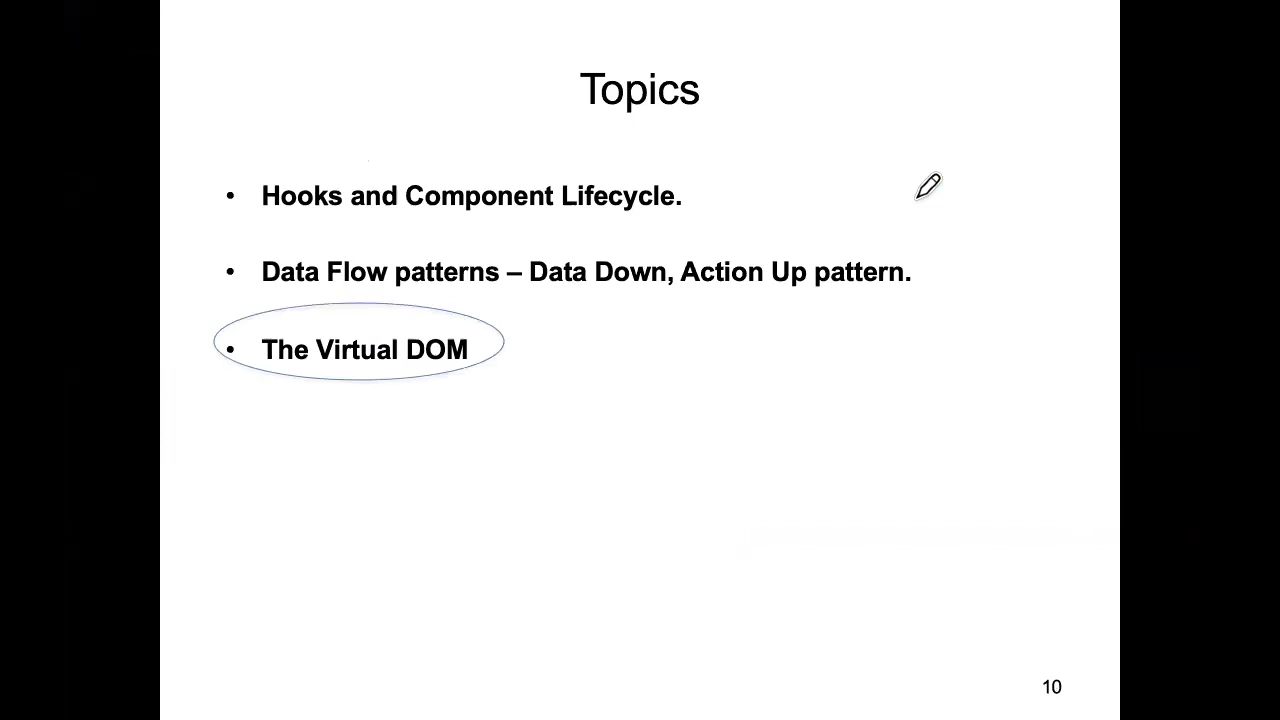 Topics
• Hooks and Component Lifecycle.
• Data Flow patterns – Data Down, Action Up pattern.
• The Virtual DOM
10